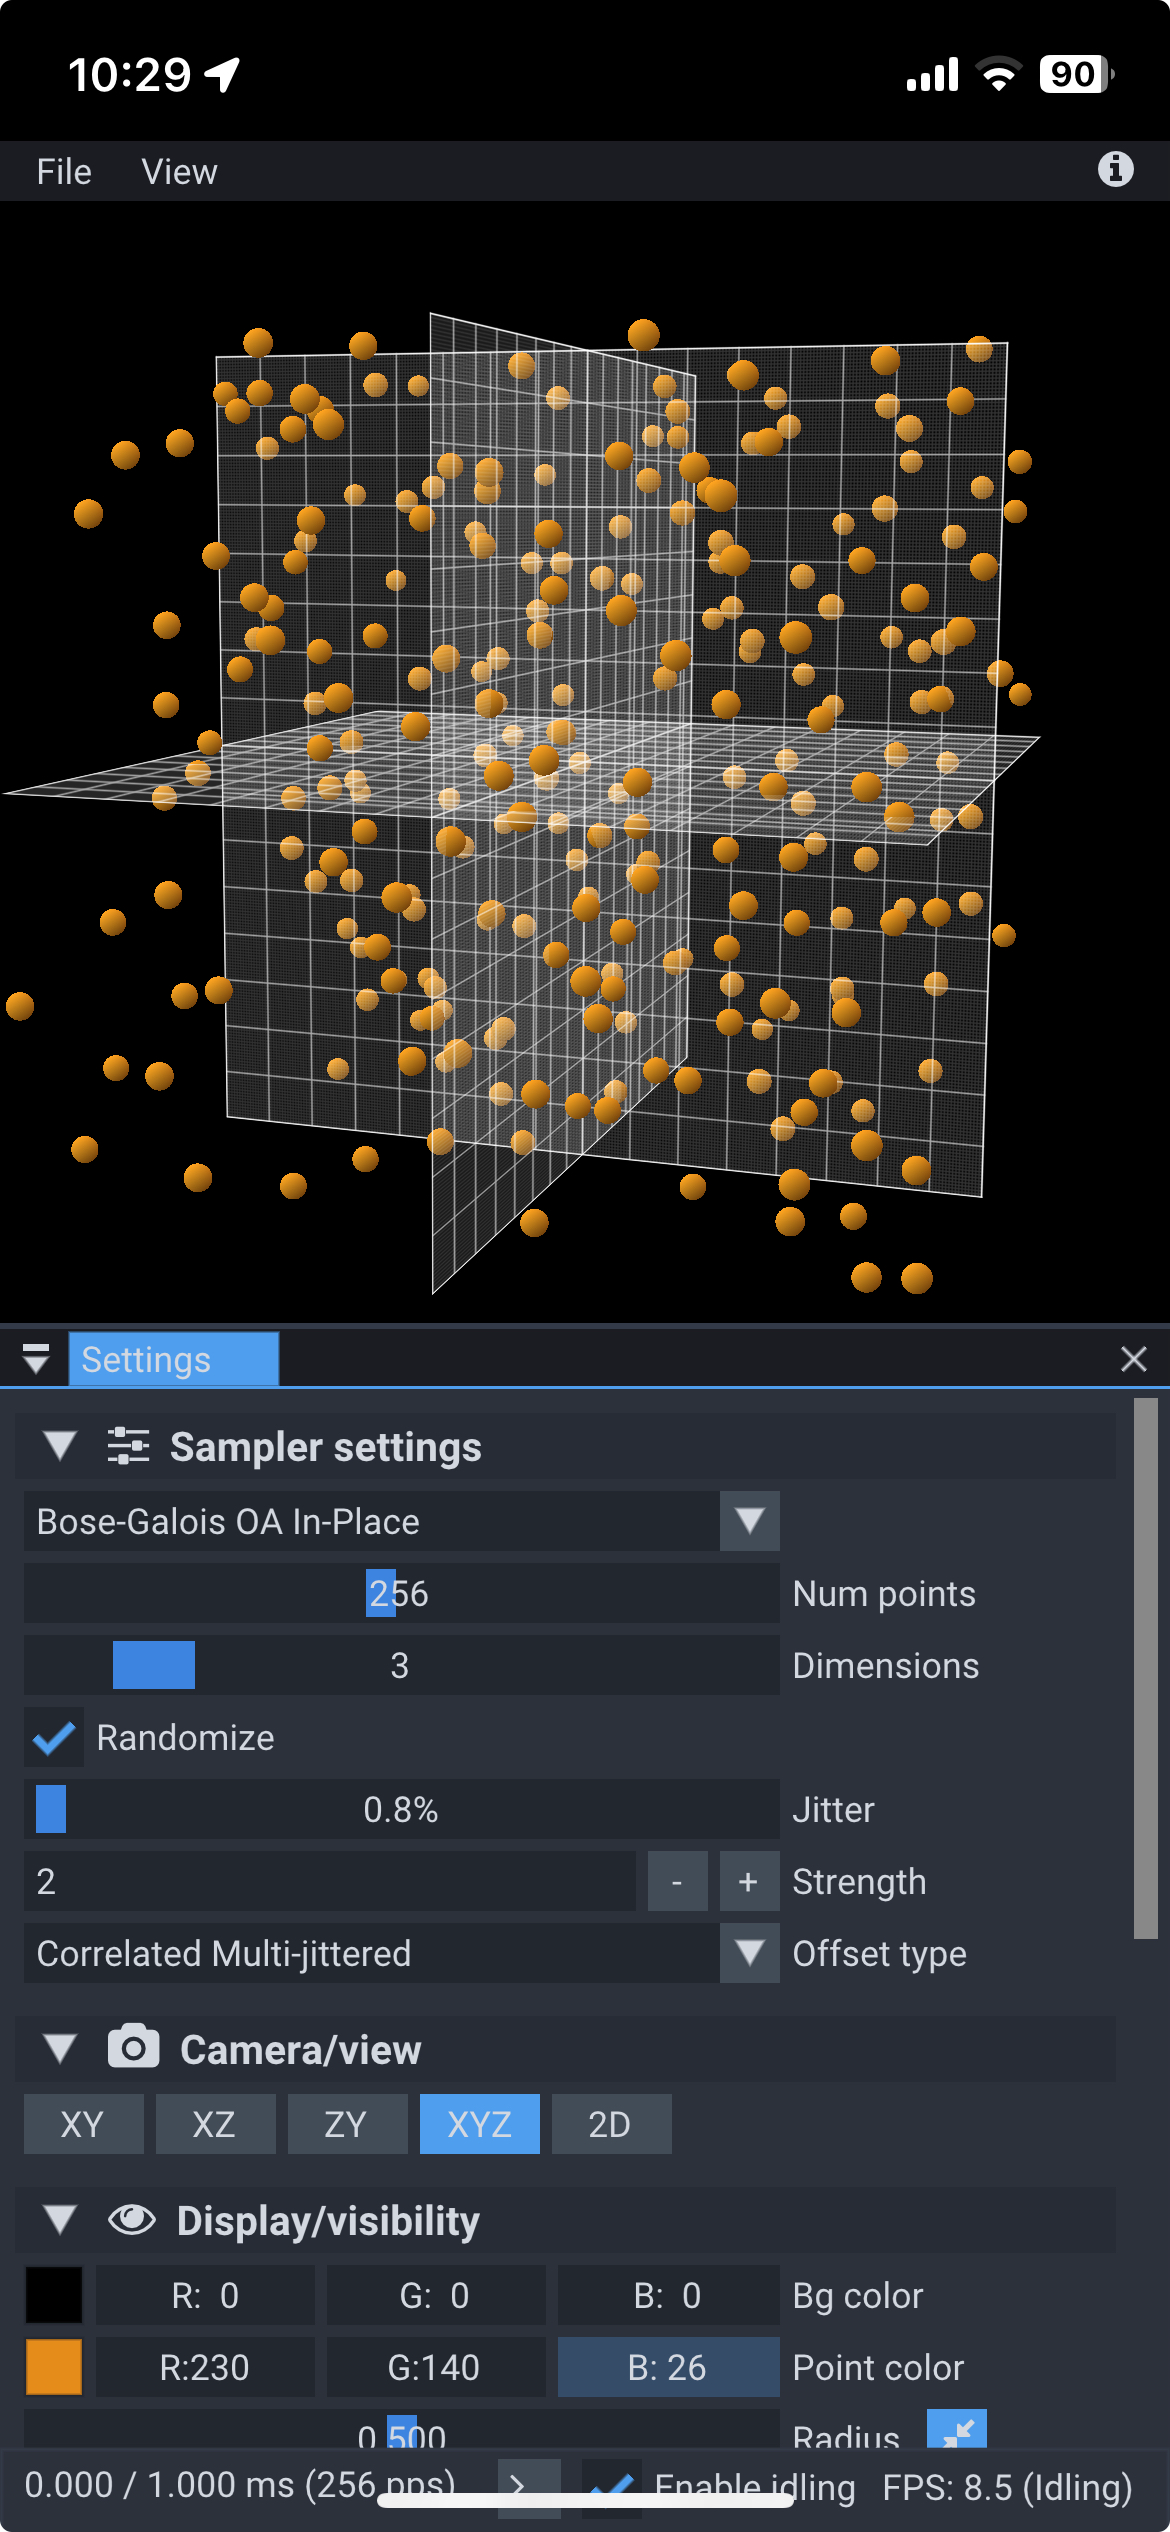 10:29
90
File View
Settings
Sampler settings
Bose-Galois OA In-Place
256 Num points
3 Dimensions
Randomize
0.8% Jitter
2 - + Strength
Correlated Multi-jittered Offset type
Camera/view
XY XZ ZY XYZ 2D
Display/visibility
R: 0 G: 0 B: 0 Bg color
R:230 G:140 B: 26 Point color
0.500 Radius
0.000 / 1.000 ms (256 pps) > Enable idling FPS: 8.5 (Idling)